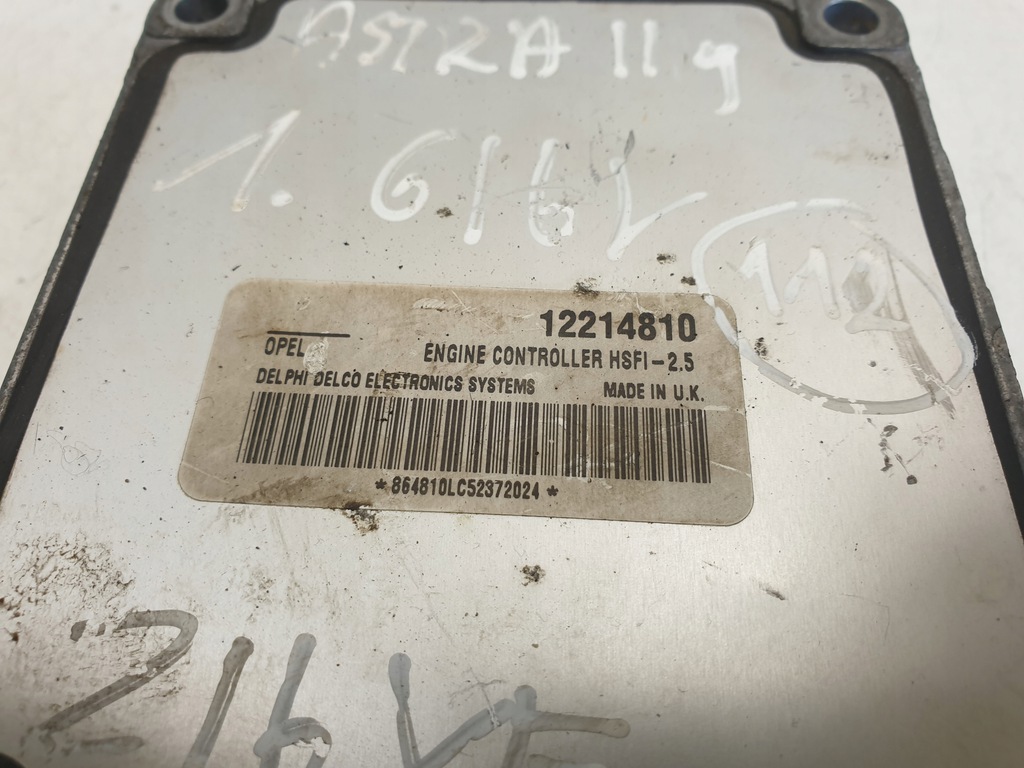 ASTRA II g
1.6 16V
112
12214810
OPEL
ENGINE CONTROLLER HSFI-2.5
DELPHI DELCO ELECTRONICS SYSTEMS MADE IN U.K.
*864810LC52372024*